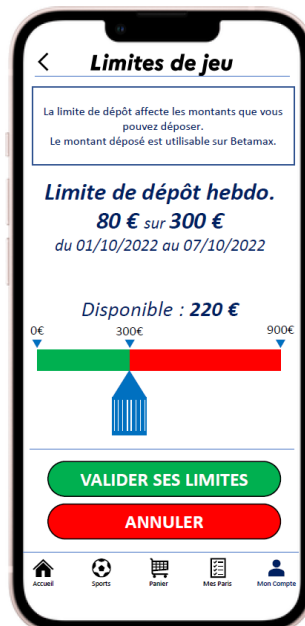 Limites de jeu
La limite de dépôt affecte les montants que vous
pouvez déposer.
Le montant déposé est utilisable sur Betamax.
Limite de dépôt hebdo.
80 € sur 300 €
du 01/10/2022 au 07/10/2022
Disponible : 220 €
0€ 300€ 900€
VALIDER SES LIMITES
ANNULER
Accueil Sports Panier Mes Paris Mon Compte